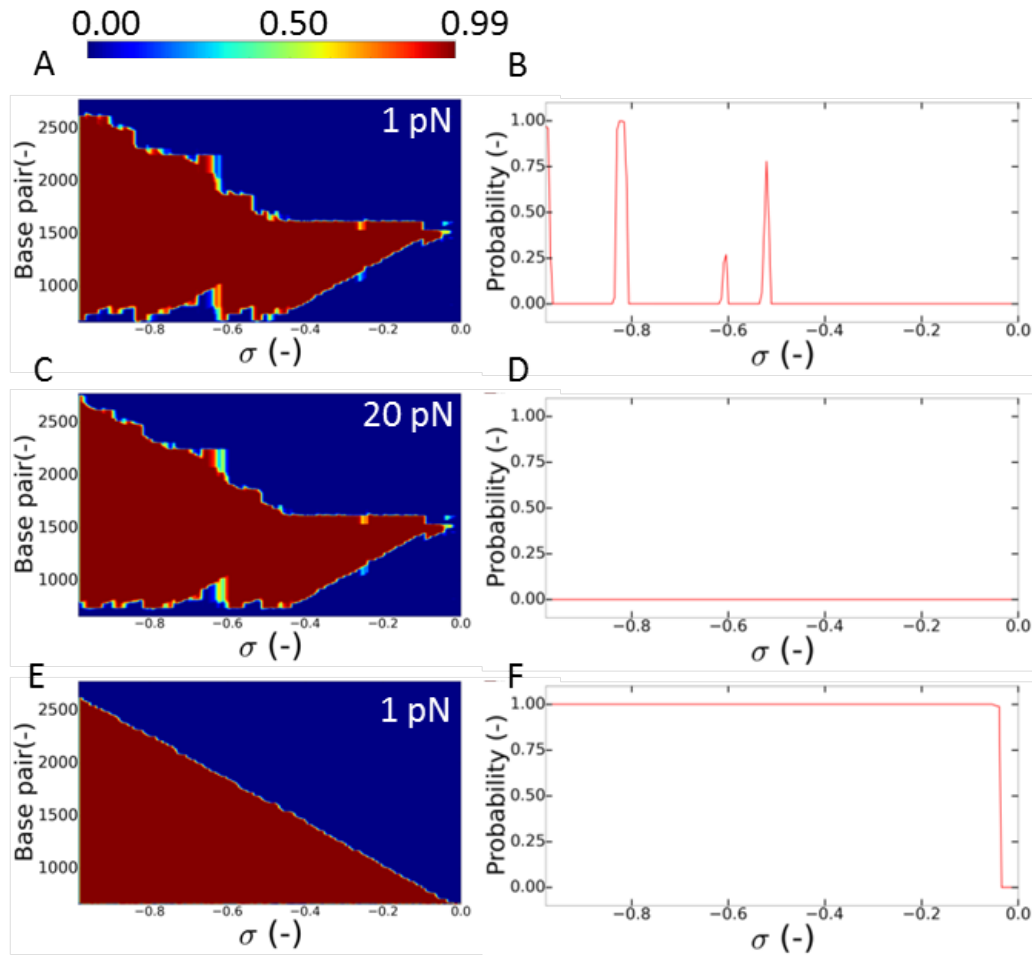 0.00 0.50 0.99
A B
1 pN
Base pair(-)
2500
2000
1500
1000
−0.8 −0.6 −0.4 −0.2 0.0
σ (-)
Probability (-)
1.00
0.75
0.50
0.25
0.00
−0.8 −0.6 −0.4 −0.2 0.0
σ (-)
C D
20 pN
Base pair(-)
2500
2000
1500
1000
−0.8 −0.6 −0.4 −0.2 0.0
σ (-)
Probability (-)
1.00
0.75
0.50
0.25
0.00
−0.8 −0.6 −0.4 −0.2 0.0
σ (-)
E F
1 pN
Base pair(-)
2500
2000
1500
1000
−0.8 −0.6 −0.4 −0.2 0.0
σ (-)
Probability (-)
1.00
0.75
0.50
0.25
0.00
−0.8 −0.6 −0.4 −0.2 0.0
σ (-)